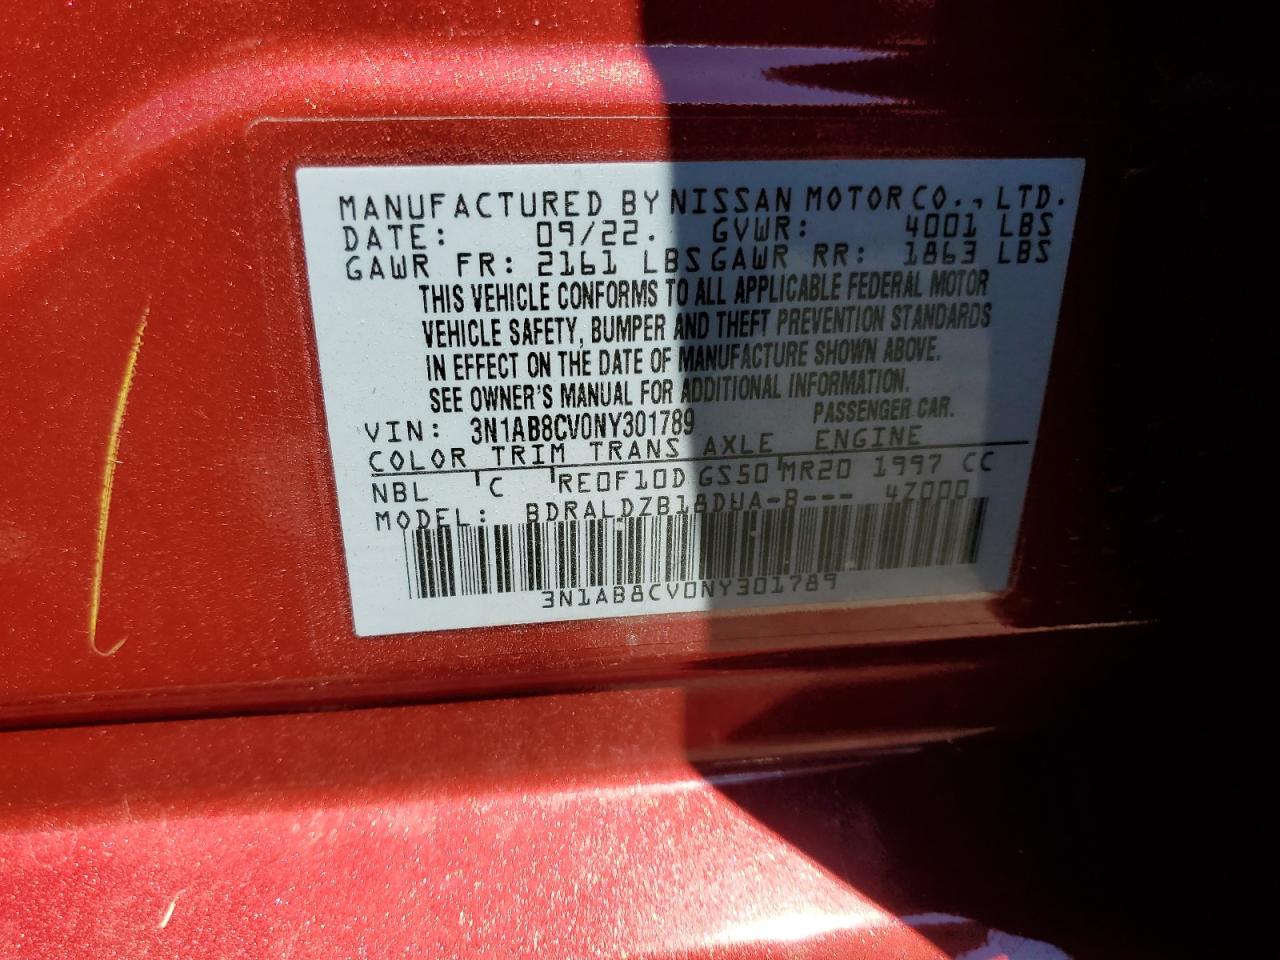 MANUFACTURED BY NISSAN MOTOR CO., LTD.
DATE: 09/22. GVWR: 4001 LBS
GAWR FR: 2161 LBS GAWR RR: 1863 LBS
THIS VEHICLE CONFORMS TO ALL APPLICABLE FEDERAL MOTOR
VEHICLE SAFETY, BUMPER AND THEFT PREVENTION STANDARDS
IN EFFECT ON THE DATE OF MANUFACTURE SHOWN ABOVE.
SEE OWNER'S MANUAL FOR ADDITIONAL INFORMATION.
VIN: 3N1AB8CV0NY301789 PASSENGER CAR.
COLOR TRIM TRANS AXLE ENGINE
NBL C RE0F10D GS50 MR20 1997 CC
MODEL: BDRALDZB18DUA-B--- 47000
3N1AB8CV0NY301789